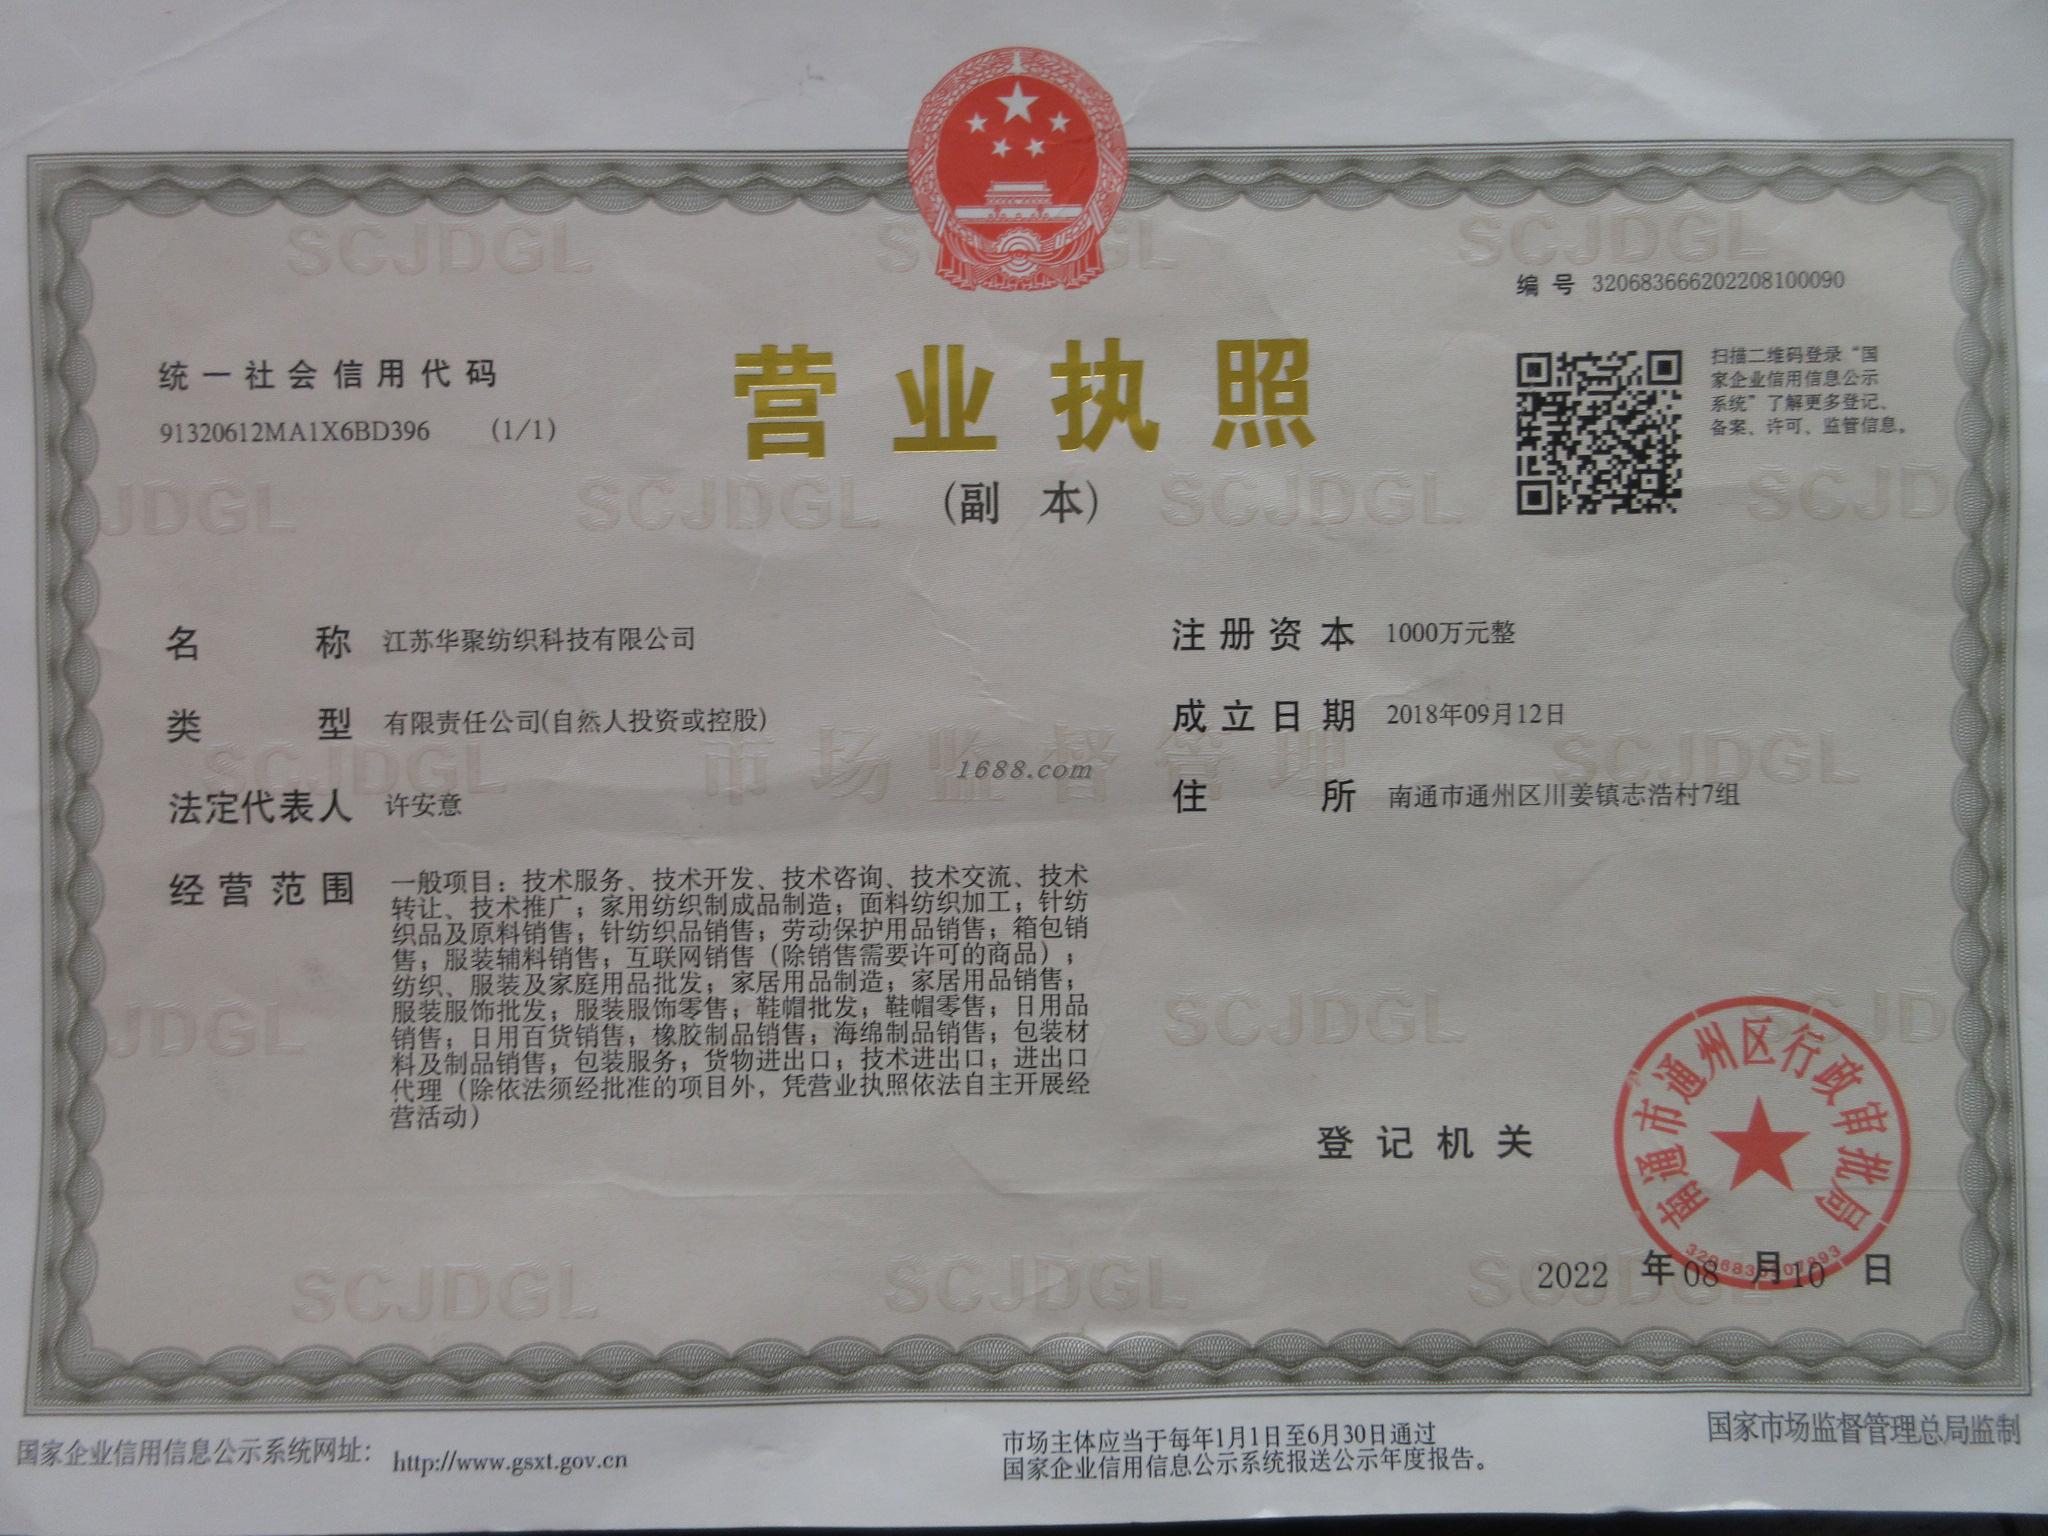 编号 320683666202208100090
统一社会信用代码
91320612MA1X6BD396 (1/1)
营业执照
(副 本)
扫描二维码登录“国
家企业信用信息公示
系统”了解更多登记、
备案、许可、监管信息。
名称 江苏华聚纺织科技有限公司
类型 有限责任公司(自然人投资或控股)
法定代表人 许安意
经营范围 一般项目：技术服务、技术开发、技术咨询、技术交流、技术
转让、技术推广；家用纺织制成品制造；面料纺织加工；针纺
织品及原料销售；针纺织品销售；劳动保护用品销售；箱包销
售；服装辅料销售；互联网销售（除销售需要许可的商品）；
纺织、服装及家庭用品批发；家居用品制造；家居用品销售；
服装服饰批发；服装服饰零售；鞋帽批发；鞋帽零售；日用品
销售；日用百货销售；橡胶制品销售；海绵制品销售；包装材
料及制品销售；包装服务；货物进出口；技术进出口；进出口
代理（除依法须经批准的项目外，凭营业执照依法自主开展经
营活动）
注册资本 1000万元整
成立日期 2018年09月12日
住所 南通市通州区川姜镇志浩村7组
市场监督管理
1688.com
SCJDGL
登记机关
南通市通州区行政审批局
2022 年 08 月 10 日
国家企业信用信息公示系统网址： http://www.gsxt.gov.cn
市场主体应当于每年1月1日至6月30日通过
国家企业信用信息公示系统报送公示年度报告。
国家市场监督管理总局监制